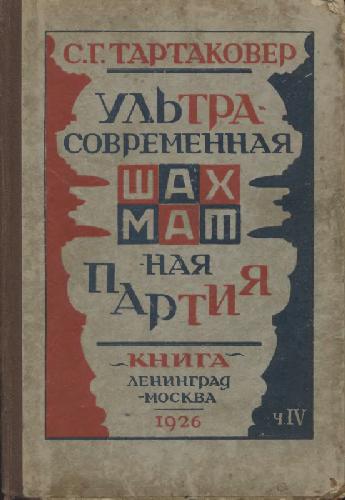 С.Г. ТАРТАКОВЕР
УЛЬТРА-
СОВРЕМЕННАЯ
ШАХ
МАТ
-НАЯ
ПАРТИЯ
~КНИГА~
ЛЕНИНГРАД
-МОСКВА
1926
Ч.IV